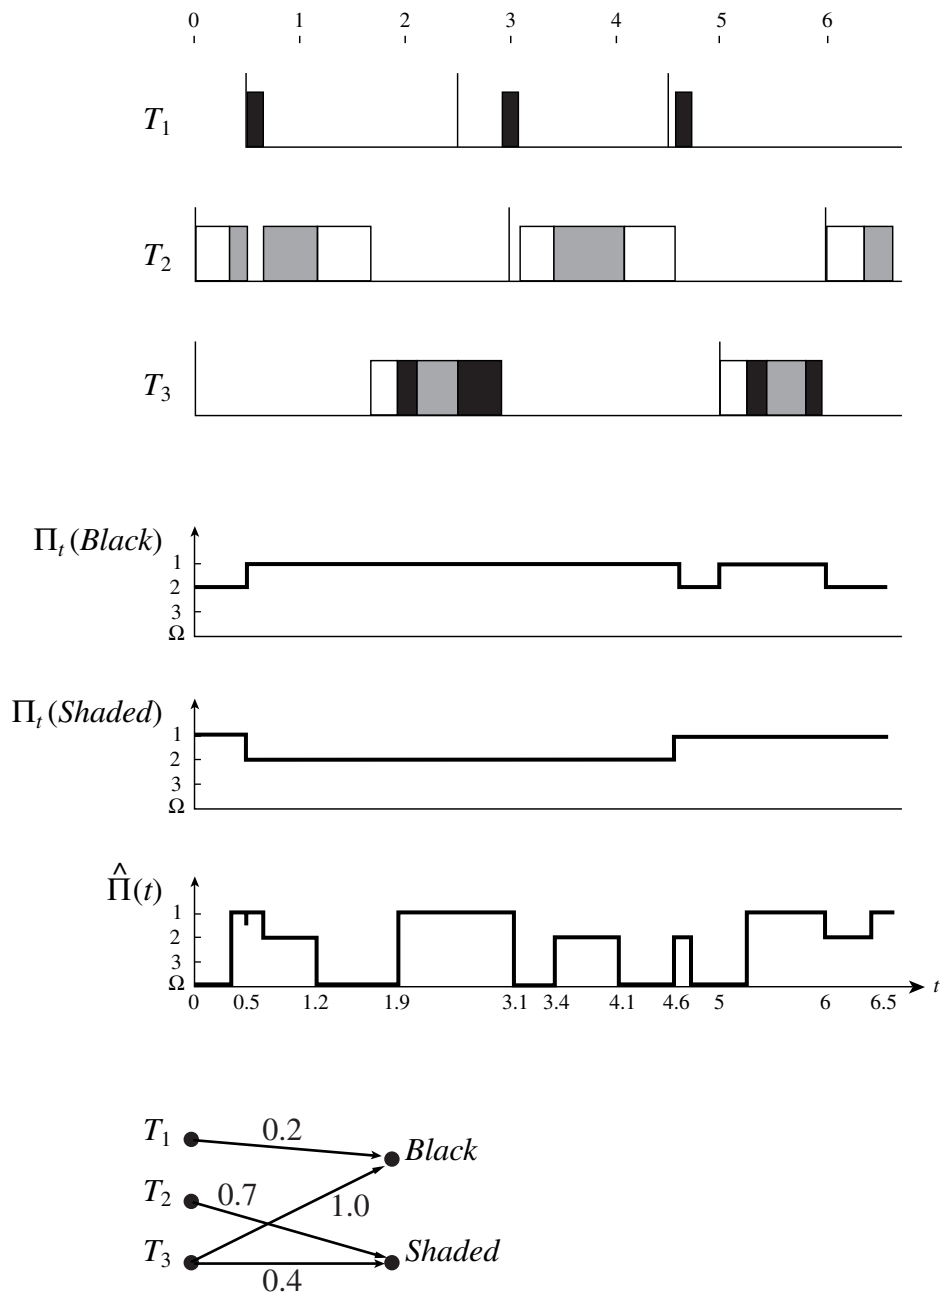 0 1 2 3 4 5 6
T1
T2
T3
Πt (Black)
1
2
3
Ω
Πt (Shaded)
1
2
3
Ω
Π̂(t)
1
2
3
Ω
t
0 0.5 1.2 1.9 3.1 3.4 4.1 4.6 5 6 6.5
T1 0.2 Black
T2 0.7 1.0
T3 0.4 Shaded